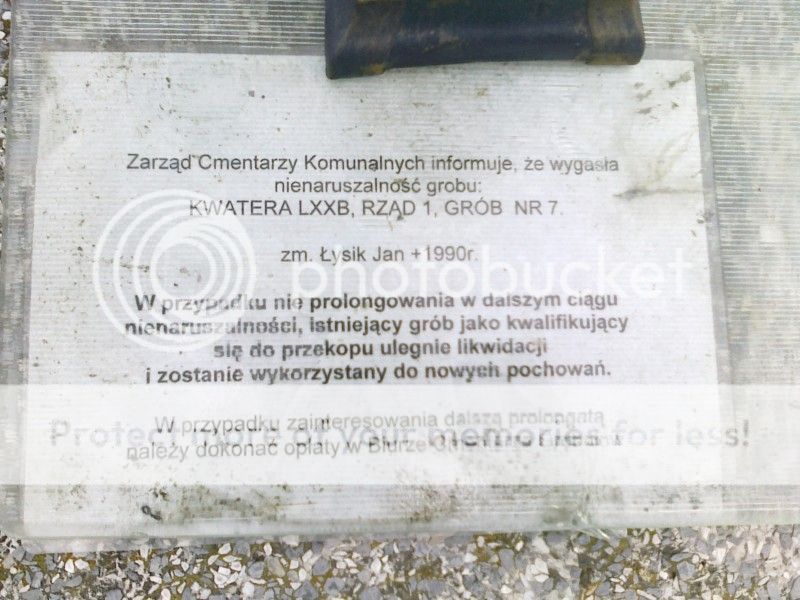 Zarząd Cmentarzy Komunalnych informuje, że wygasła
nienaruszalność grobu:
KWATERA LXXB, RZĄD 1, GRÓB NR 7.
zm. Łysik Jan +1990r.
photobucket
W przypadku nie prolongowania w dalszym ciągu
nienaruszalności, istniejący grób jako kwalifikujący
się do przekopu ulegnie likwidacji
i zostanie wykorzystany do nowych pochowań.
W przypadku zainteresowania dalszą prolongatą
Protect more of your memories for less!
należy dokonać opłaty w Biurze